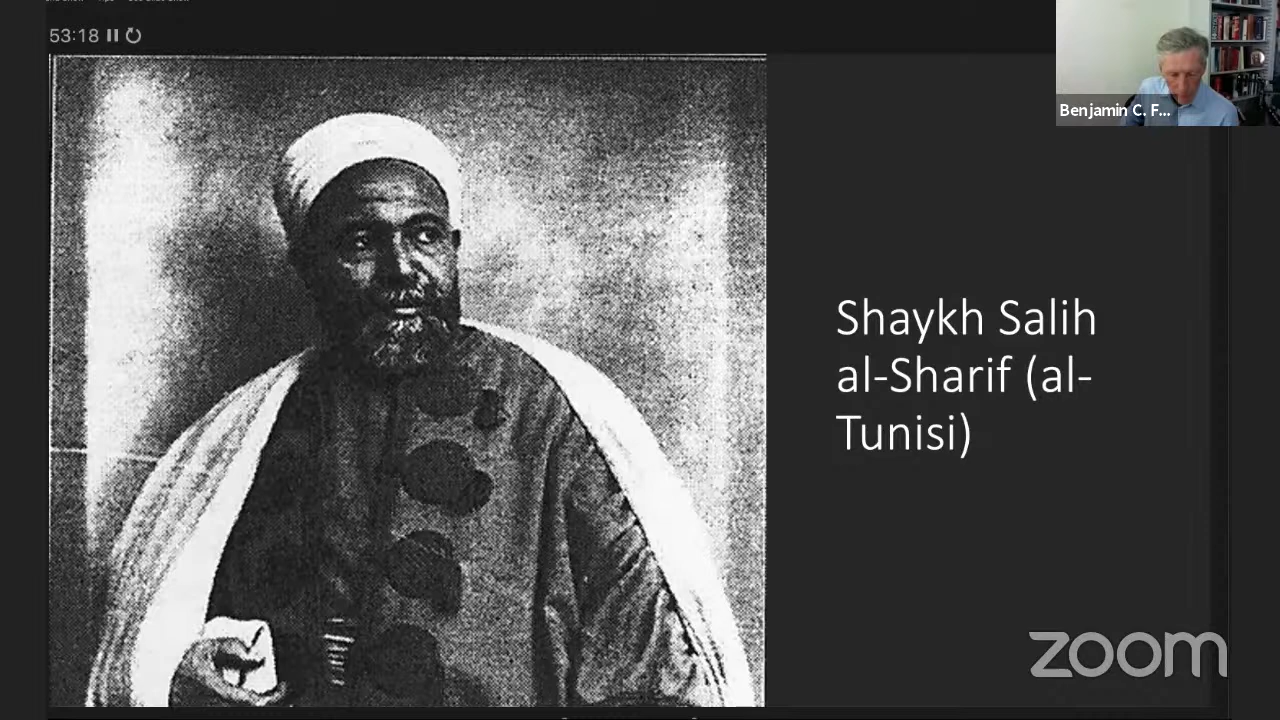 53:18
Benjamin C. F...
Shaykh Salih
al-Sharif (al-
Tunisi)
zoom